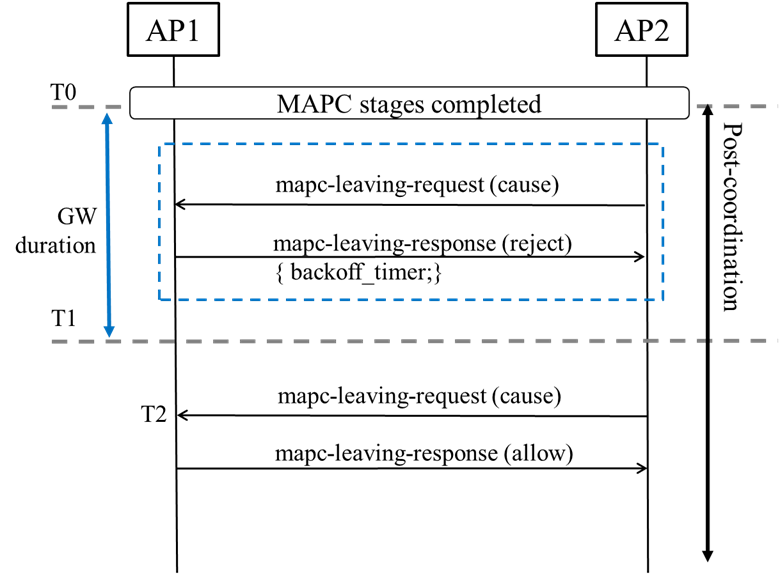 AP1
AP2
T0
MAPC stages completed
mapc-leaving-request (cause)
GW
duration
mapc-leaving-response (reject)
{ backoff_timer;}
Post-coordination
T1
mapc-leaving-request (cause)
T2
mapc-leaving-response (allow)